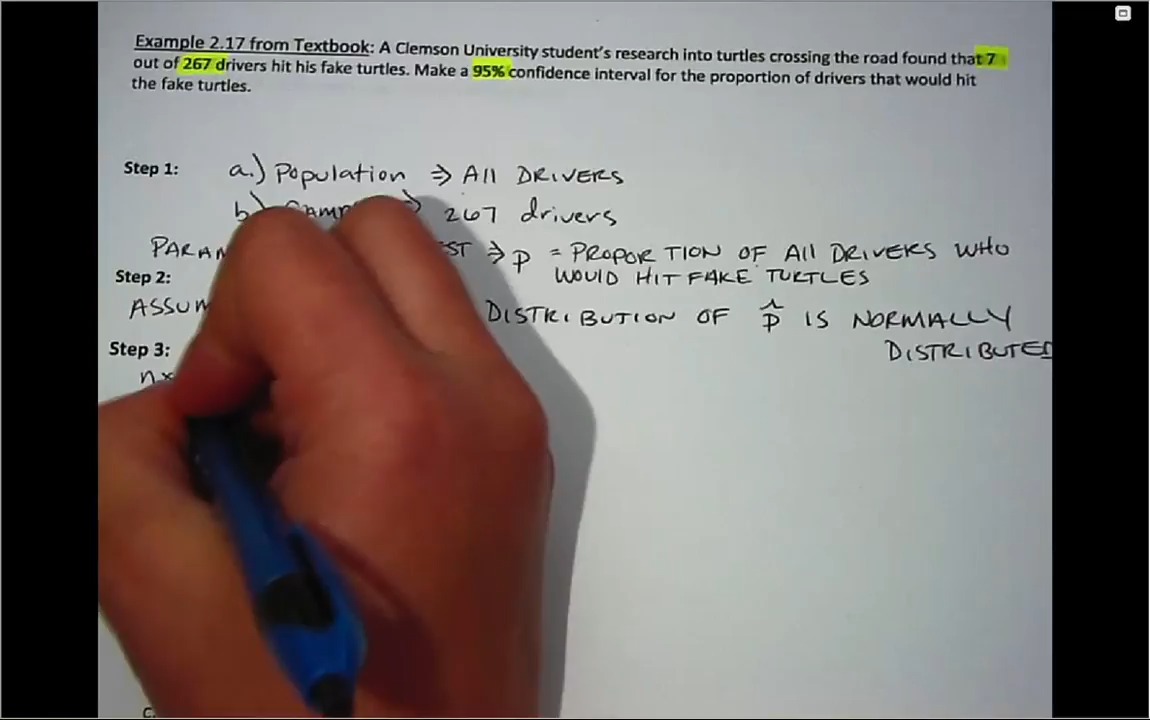 Example 2.17 from Textbook: A Clemson University student's research into turtles crossing the road found that 7
out of 267 drivers hit his fake turtles. Make a 95% confidence interval for the proportion of drivers that would hit
the fake turtles.
Step 1: a.) Population ⇒ All DRIVERS
b) 267 drivers
⇒ p = PROPORTION OF All DRIVERS WHO
WOULD HIT FAKE TURTLES
Step 2:
DISTRIBUTION OF p̂ IS NORMALLY
DISTRIBUTED
Step 3: